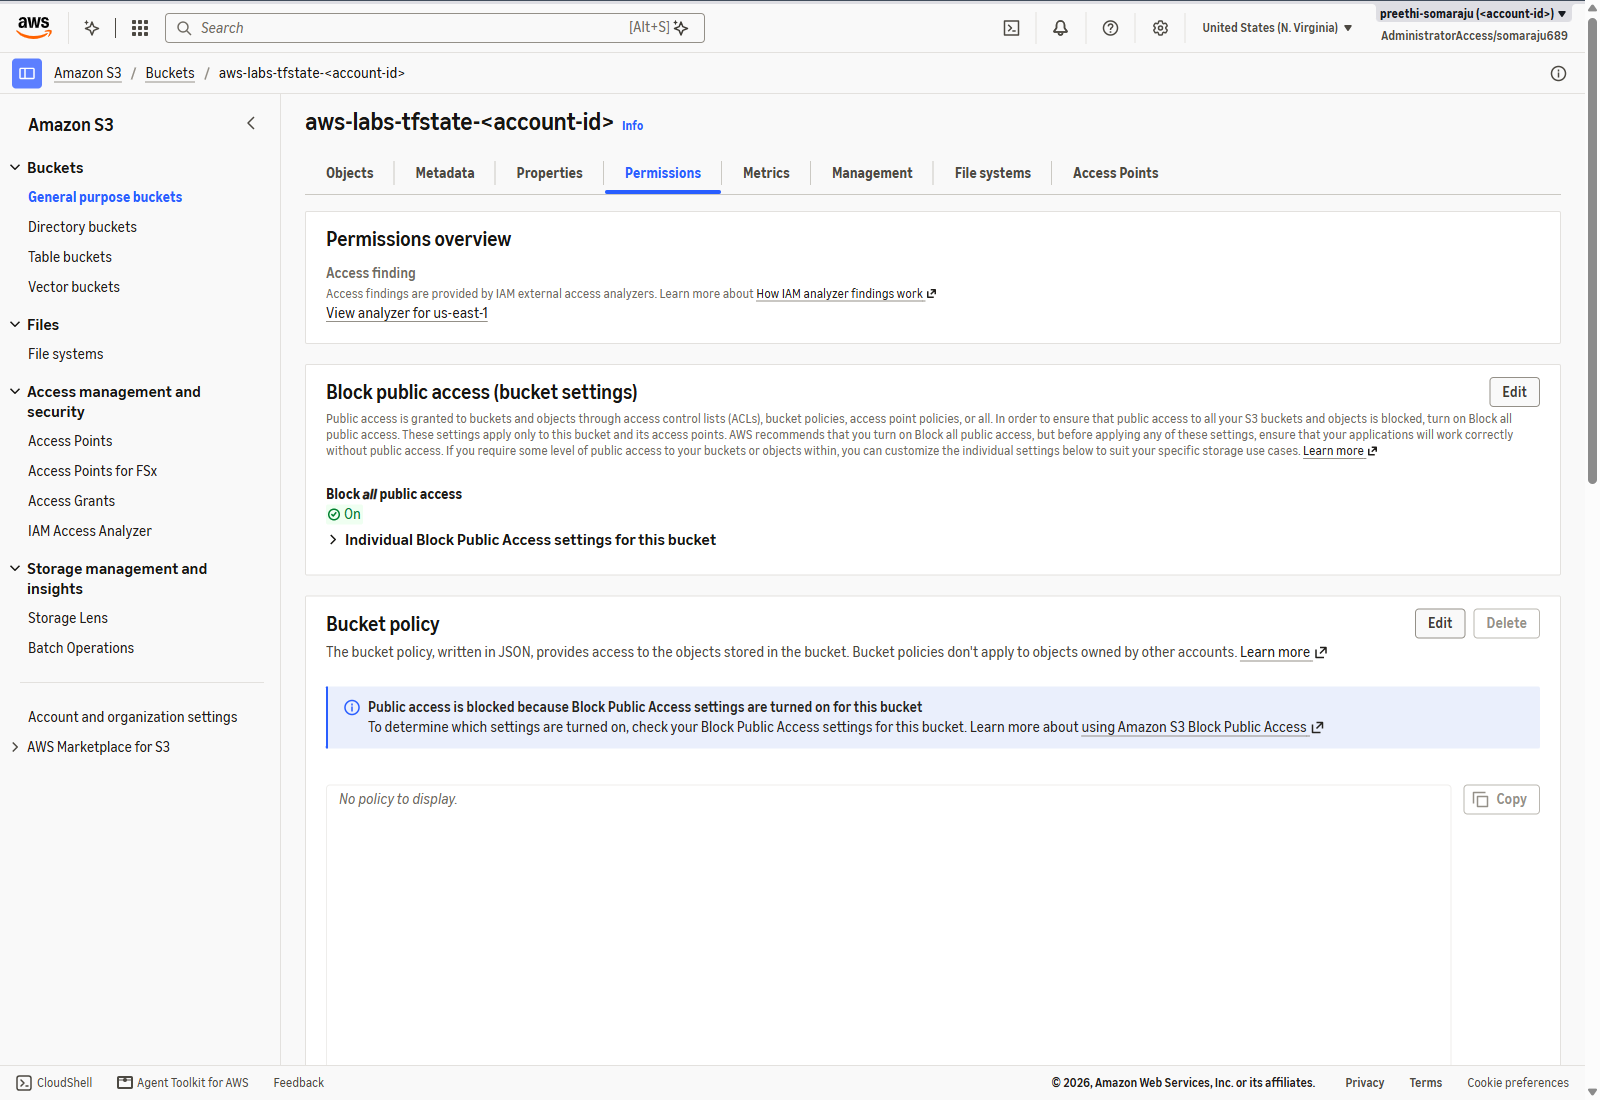 aws
Search
[Alt+S]
United States (N. Virginia)
preethi-somaraju (<account-id>)
AdministratorAccess/somaraju689
Amazon S3 / Buckets / aws-labs-tfstate-<account-id>
Amazon S3
Buckets
General purpose buckets
Directory buckets
Table buckets
Vector buckets
Files
File systems
Access management and
security
Access Points
Access Points for FSx
Access Grants
IAM Access Analyzer
Storage management and
insights
Storage Lens
Batch Operations
Account and organization settings
AWS Marketplace for S3
aws-labs-tfstate-<account-id> Info
Objects
Metadata
Properties
Permissions
Metrics
Management
File systems
Access Points
Permissions overview
Access finding
Access findings are provided by IAM external access analyzers. Learn more about How IAM analyzer findings work
View analyzer for us-east-1
Block public access (bucket settings)
Edit
Public access is granted to buckets and objects through access control lists (ACLs), bucket policies, access point policies, or all. In order to ensure that public access to all your S3 buckets and objects is blocked, turn on Block all
public access. These settings apply only to this bucket and its access points. AWS recommends that you turn on Block all public access, but before applying any of these settings, ensure that your applications will work correctly
without public access. If you require some level of public access to your buckets or objects within, you can customize the individual settings below to suit your specific storage use cases. Learn more
Block all public access
On
Individual Block Public Access settings for this bucket
Bucket policy
Edit
Delete
The bucket policy, written in JSON, provides access to the objects stored in the bucket. Bucket policies don't apply to objects owned by other accounts. Learn more
Public access is blocked because Block Public Access settings are turned on for this bucket
To determine which settings are turned on, check your Block Public Access settings for this bucket. Learn more about using Amazon S3 Block Public Access
No policy to display.
Copy
CloudShell
Agent Toolkit for AWS
Feedback
© 2026, Amazon Web Services, Inc. or its affiliates.
Privacy
Terms
Cookie preferences